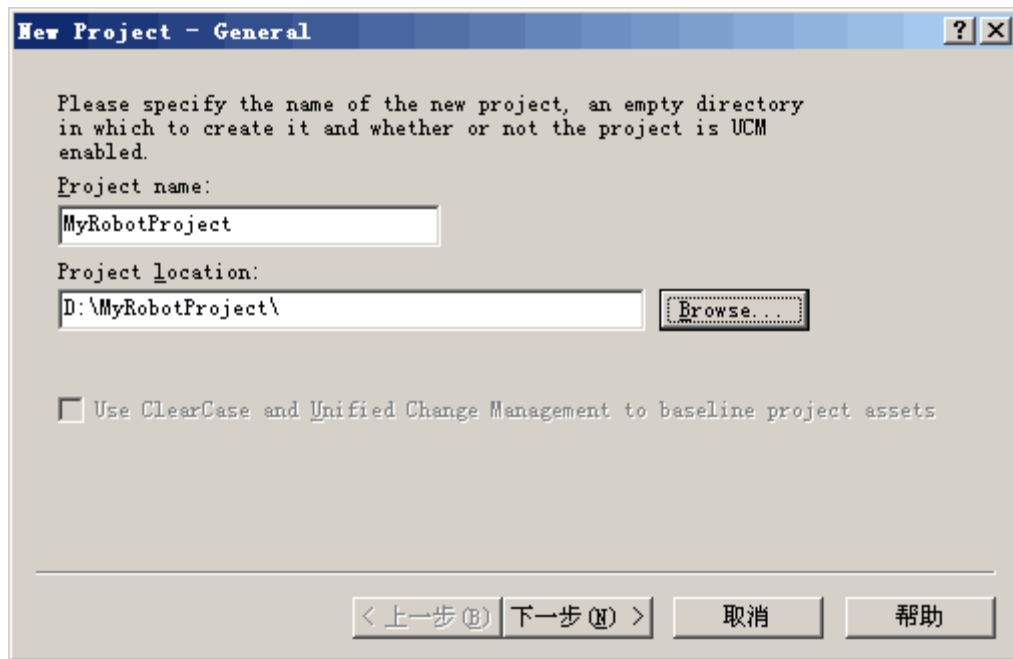 New Project - General
Please specify the name of the new project, an empty directory
in which to create it and whether or not the project is UCM
enabled.
Project name:
MyRobotProject
Project location:
D:\MyRobotProject\
Browse...
Use ClearCase and Unified Change Management to baseline project assets
< 上一步(B) 下一步(N) > 取消 帮助